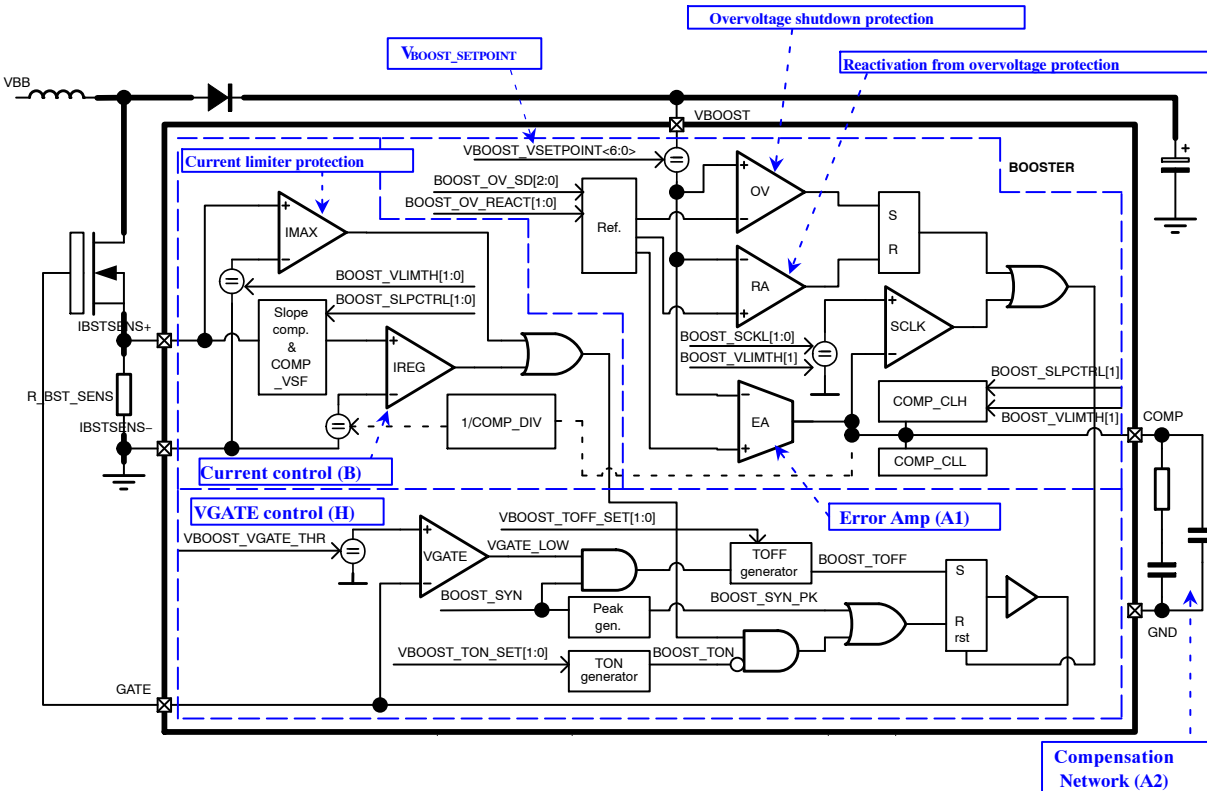 Overvoltage shutdown protection
VBOOST_SETPOINT
Reactivation from overvoltage protection
VBB
VBOOST
VBOOST_VSETPOINT<6:0>
=
BOOSTER
Current limiter protection
BOOST_OV_SD[2:0]
BOOST_OV_REACT[1:0]
Ref.
+
OV
−
S
R
+
IMAX
−
=
BOOST_VLIMTH[1:0]
BOOST_SLPCTRL[1:0]
−
RA
+
+
SCLK
−
IBSTSENS+
Slope
comp.
&
COMP
_VSF
+
IREG
−
BOOST_SCKL[1:0]
BOOST_VLIMTH[1]
=
R_BST_SENS
BOOST_SLPCTRL[1]
COMP_CLH
BOOST_VLIMTH[1]
COMP
IBSTSENS−
=
1/COMP_DIV
−
EA
+
COMP_CLL
Current control (B)
VGATE control (H)
Error Amp (A1)
VBOOST_TOFF_SET[1:0]
VBOOST_VGATE_THR
=
+
VGATE
−
VGATE_LOW
TOFF
generator
BOOST_TOFF
S
R
rst
BOOST_SYN
Peak
gen.
BOOST_SYN_PK
GND
VBOOST_TON_SET[1:0]
TON
generator
BOOST_TON
GATE
+
Compensation
Network (A2)